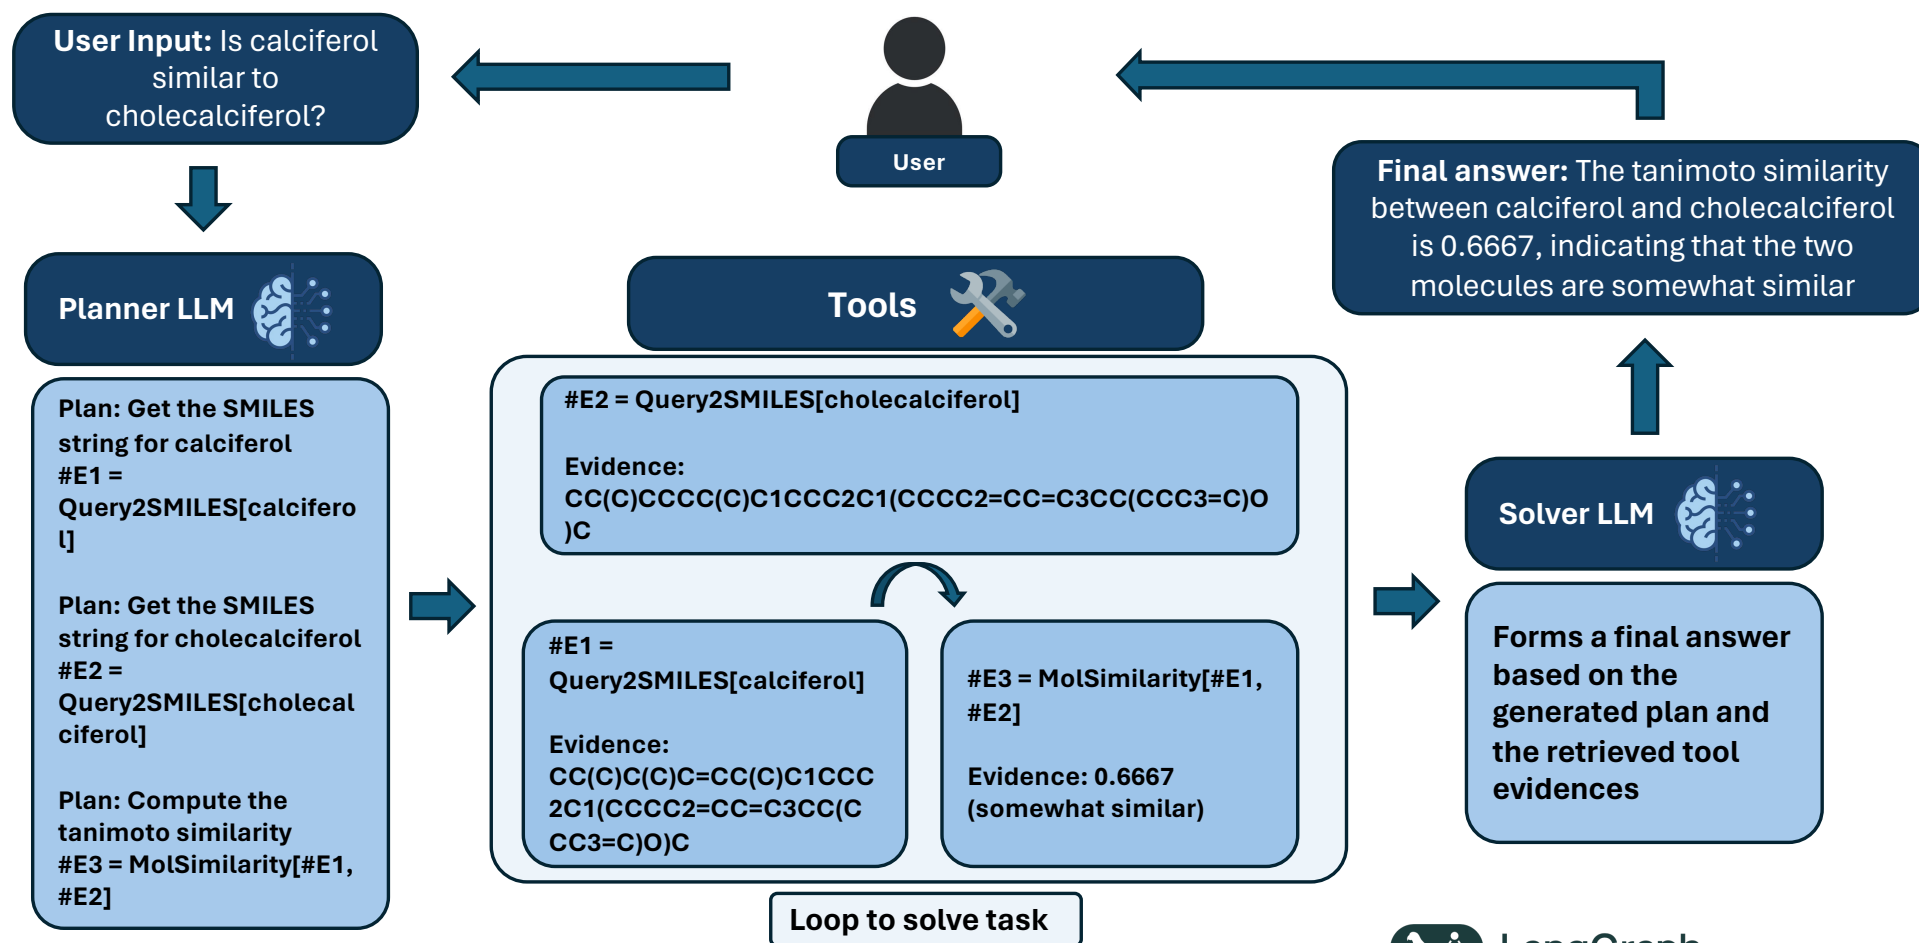 User Input: Is calciferol
similar to
cholecalciferol?
User
Final answer: The tanimoto similarity
between calciferol and cholecalciferol
is 0.6667, indicating that the two
molecules are somewhat similar
Planner LLM
Plan: Get the SMILES
string for calciferol
#E1 =
Query2SMILES[calcifero
l]
Plan: Get the SMILES
string for cholecalciferol
#E2 =
Query2SMILES[cholecal
ciferol]
Plan: Compute the
tanimoto similarity
#E3 = MolSimilarity[#E1,
#E2]
Tools
#E2 = Query2SMILES[cholecalciferol]
Evidence:
CC(C)CCCC(C)C1CCC2C1(CCCC2=CC=C3CC(CCC3=C)O
)C
#E1 =
Query2SMILES[calciferol]
Evidence:
CC(C)C(C)C=CC(C)C1CCC
2C1(CCCC2=CC=C3CC(C
CC3=C)O)C
#E3 = MolSimilarity[#E1,
#E2]
Evidence: 0.6667
(somewhat similar)
Loop to solve task
Solver LLM
Forms a final answer
based on the
generated plan and
the retrieved tool
evidences
LangGraph